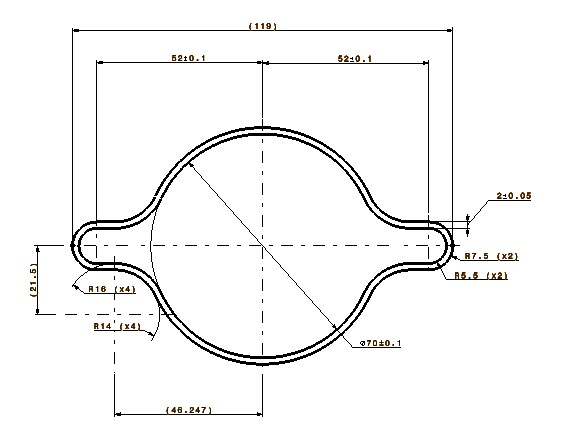 (119)
52±0.1
52±0.1
2±0.05
R7.5 (x2)
R5.5 (x2)
(21.5)
R16 (x4)
R14 (x4)
⌀70±0.1
(46.247)